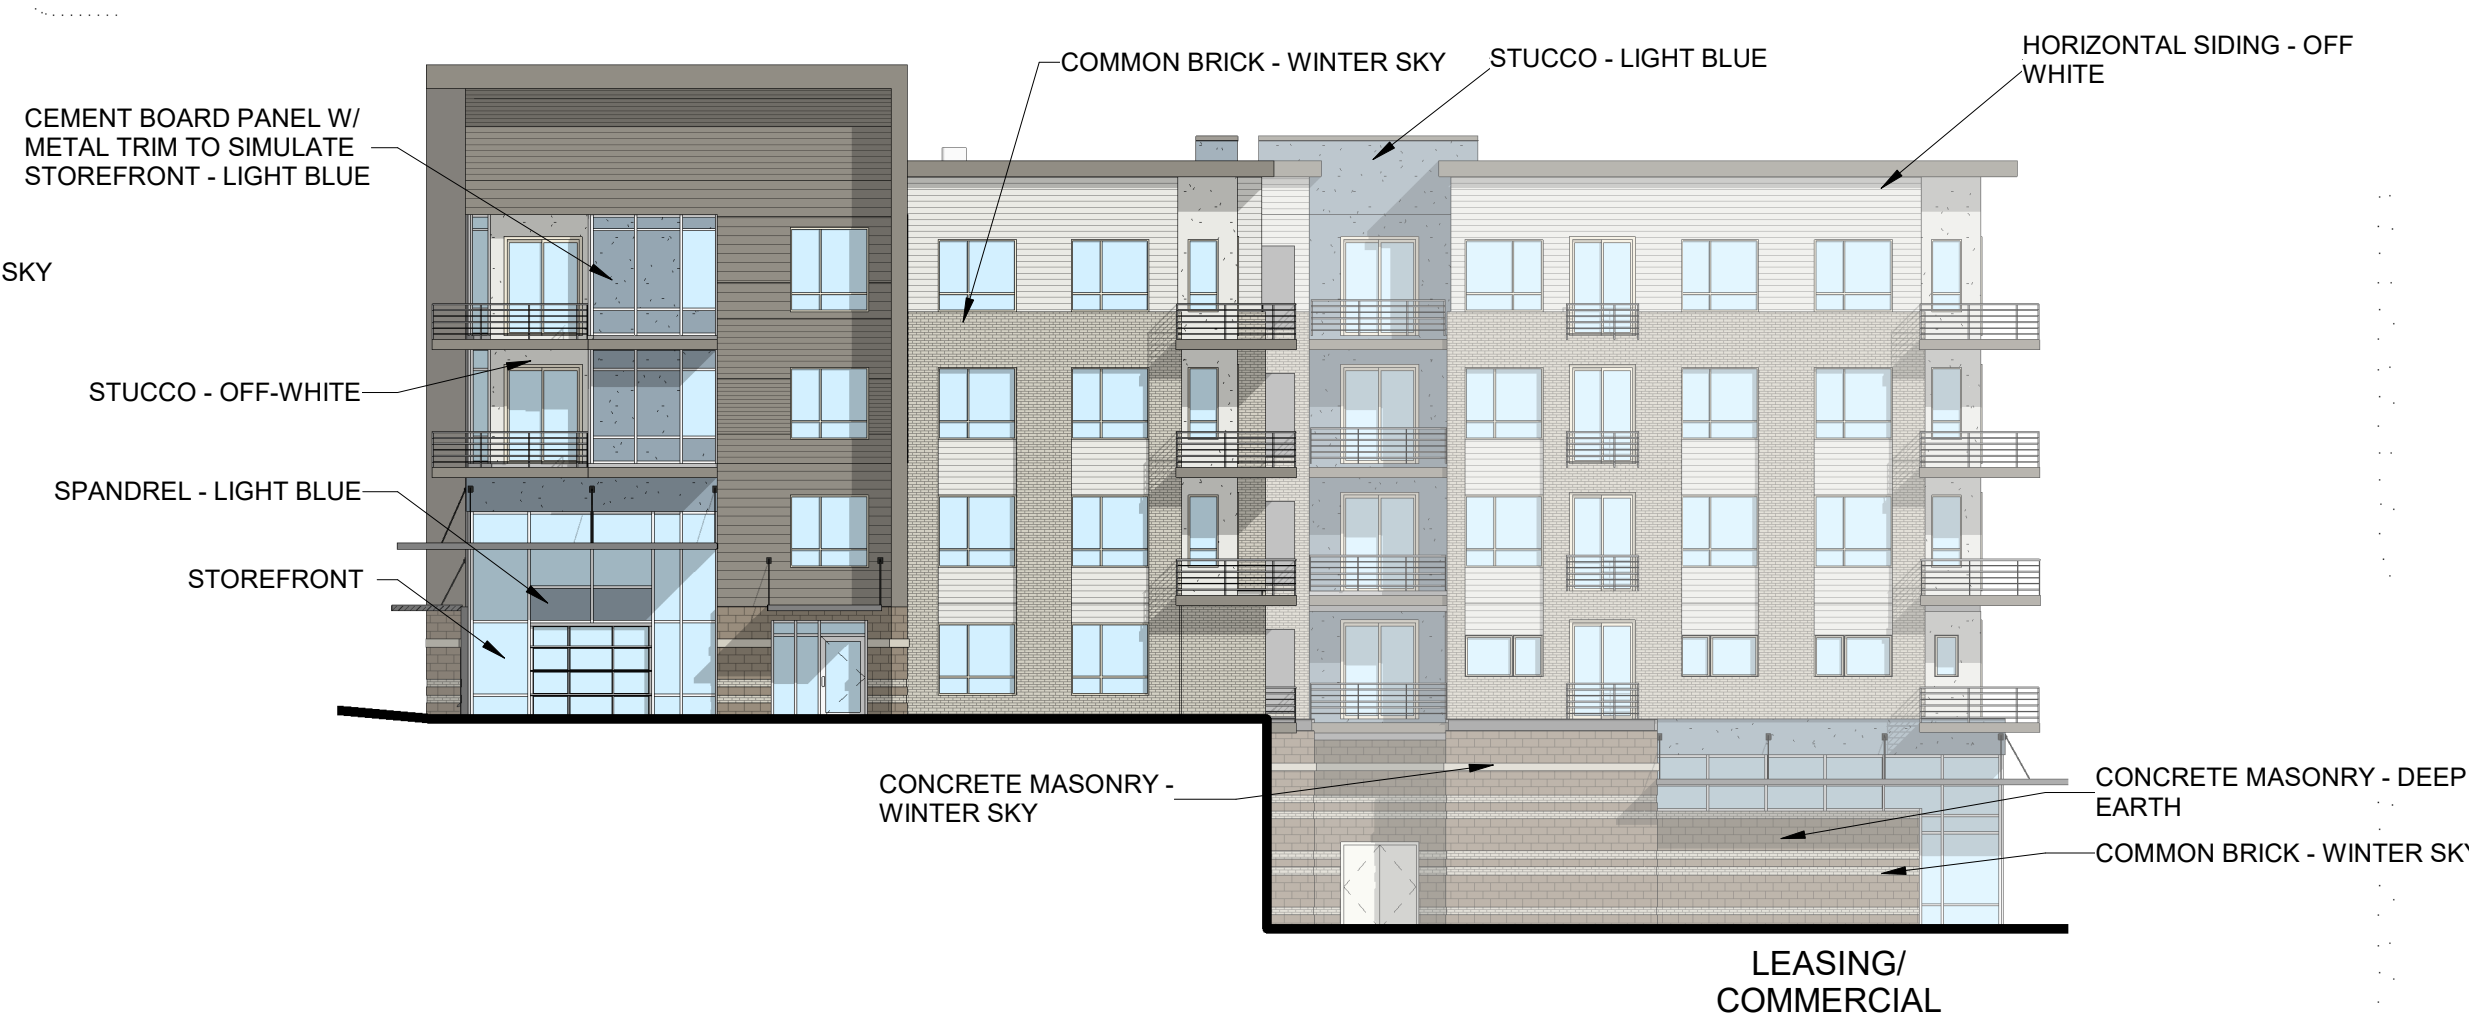 COMMON BRICK - WINTER SKY
STUCCO - LIGHT BLUE
HORIZONTAL SIDING - OFF
WHITE
CEMENT BOARD PANEL W/
METAL TRIM TO SIMULATE
STOREFRONT - LIGHT BLUE
SKY
STUCCO - OFF-WHITE
SPANDREL - LIGHT BLUE
STOREFRONT
CONCRETE MASONRY -
WINTER SKY
CONCRETE MASONRY - DEEP
EARTH
COMMON BRICK - WINTER SKY
LEASING/
COMMERCIAL